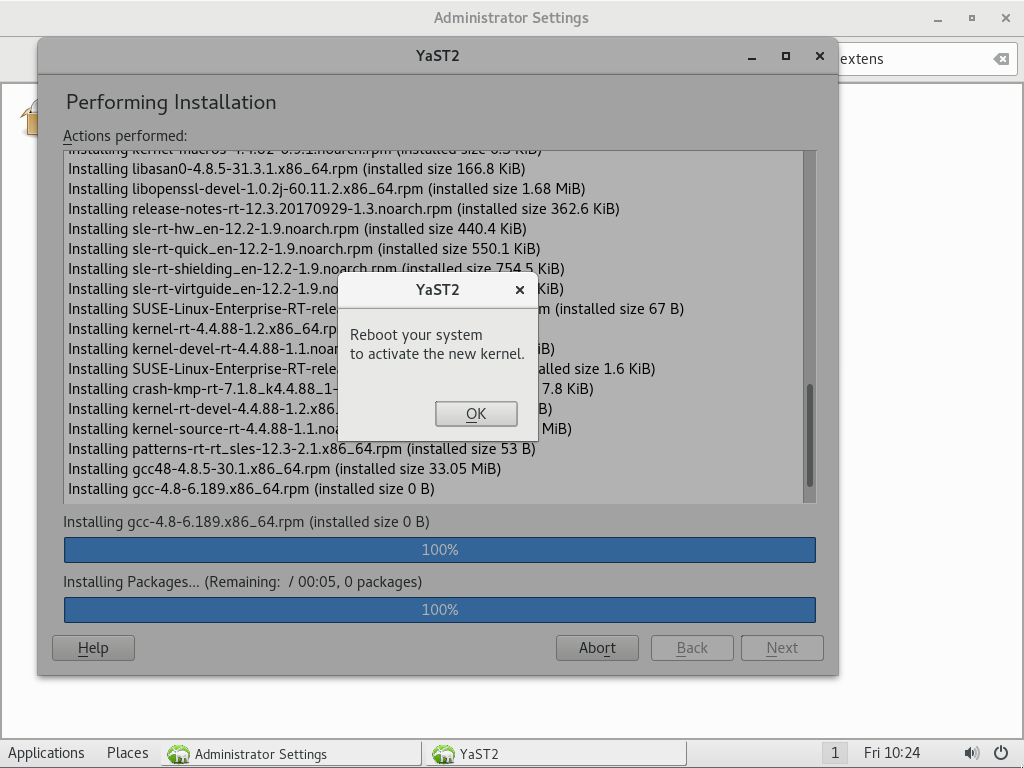 Administrator Settings
extens
YaST2
Performing Installation
Actions performed:
Installing libasan0-4.8.5-31.3.1.x86_64.rpm (installed size 166.8 KiB)
Installing libopenssl-devel-1.0.2j-60.11.2.x86_64.rpm (installed size 1.68 MiB)
Installing release-notes-rt-12.3.20170929-1.3.noarch.rpm (installed size 362.6 KiB)
Installing sle-rt-hw_en-12.2-1.9.noarch.rpm (installed size 440.4 KiB)
Installing sle-rt-quick_en-12.2-1.9.noarch.rpm (installed size 550.1 KiB)
Installing sle-rt-shielding_en-12.2-1.9.noarch.rpm (installed size 754.5 KiB)
Installing sle-rt-virtguide_en-12.2-1.9.no KiB)
Installing SUSE-Linux-Enterprise-RT-relea m (installed size 67 B)
Installing kernel-rt-4.4.88-1.2.x86_64.rp
Installing kernel-devel-rt-4.4.88-1.1.noar iB)
Installing SUSE-Linux-Enterprise-RT-relea alled size 1.6 KiB)
Installing crash-kmp-rt-7.1.8_k4.4.88_1- 7.8 KiB)
Installing kernel-rt-devel-4.4.88-1.2.x86_ B)
Installing kernel-source-rt-4.4.88-1.1.noa MiB)
Installing patterns-rt-rt_sles-12.3-2.1.x86_64.rpm (installed size 53 B)
Installing gcc48-4.8.5-30.1.x86_64.rpm (installed size 33.05 MiB)
Installing gcc-4.8-6.189.x86_64.rpm (installed size 0 B)
YaST2
Reboot your system
to activate the new kernel.
OK
Installing gcc-4.8-6.189.x86_64.rpm (installed size 0 B)
100%
Installing Packages... (Remaining:  / 00:05, 0 packages)
100%
Help Abort Back Next
Applications Places Administrator Settings YaST2 1 Fri 10:24